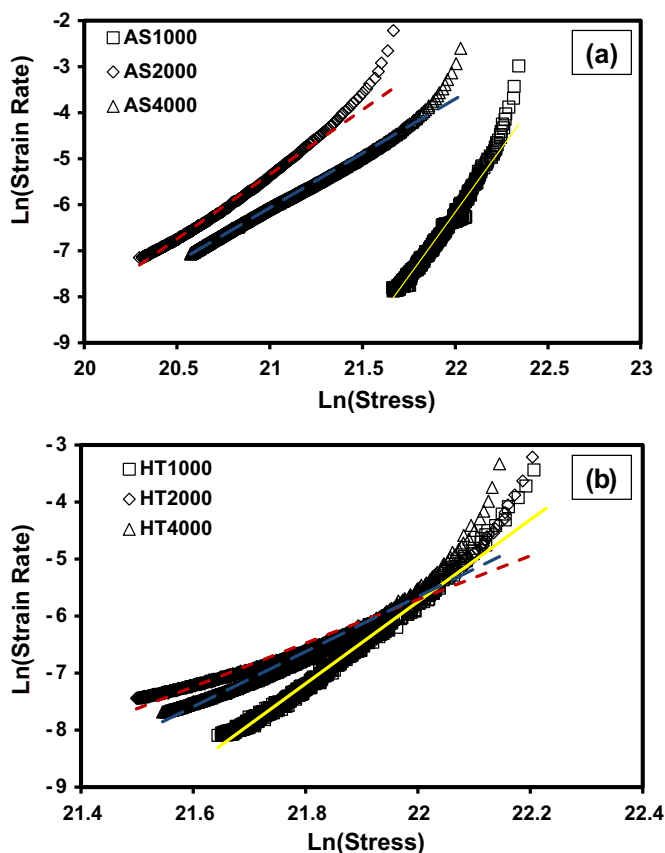 -2
-3
-4
-5
-6
-7
-8
-9
Ln(Strain Rate)
AS1000
AS2000
AS4000
(a)
20 20.5 21 21.5 22 22.5 23
Ln(Stress)
-3
-4
-5
-6
-7
-8
-9
Ln(Strain Rate)
HT1000
HT2000
HT4000
(b)
21.4 21.6 21.8 22 22.2 22.4
Ln(Stress)